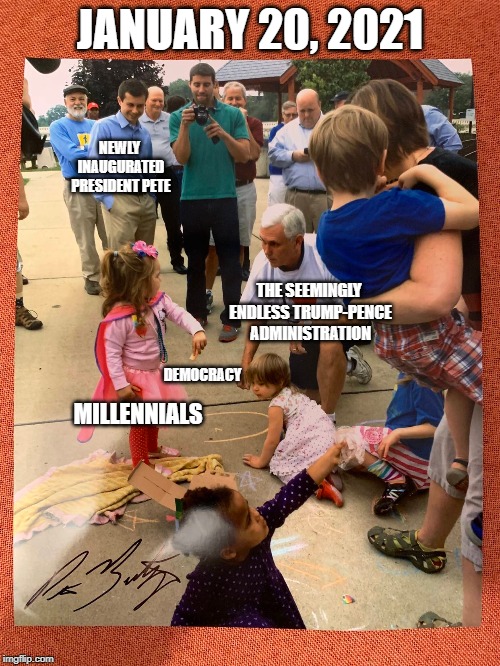 JANUARY 20, 2021
NEWLY
INAUGURATED
PRESIDENT PETE
THE SEEMINGLY
ENDLESS TRUMP-PENCE
ADMINISTRATION
DEMOCRACY
MILLENNIALS
imgflip.com